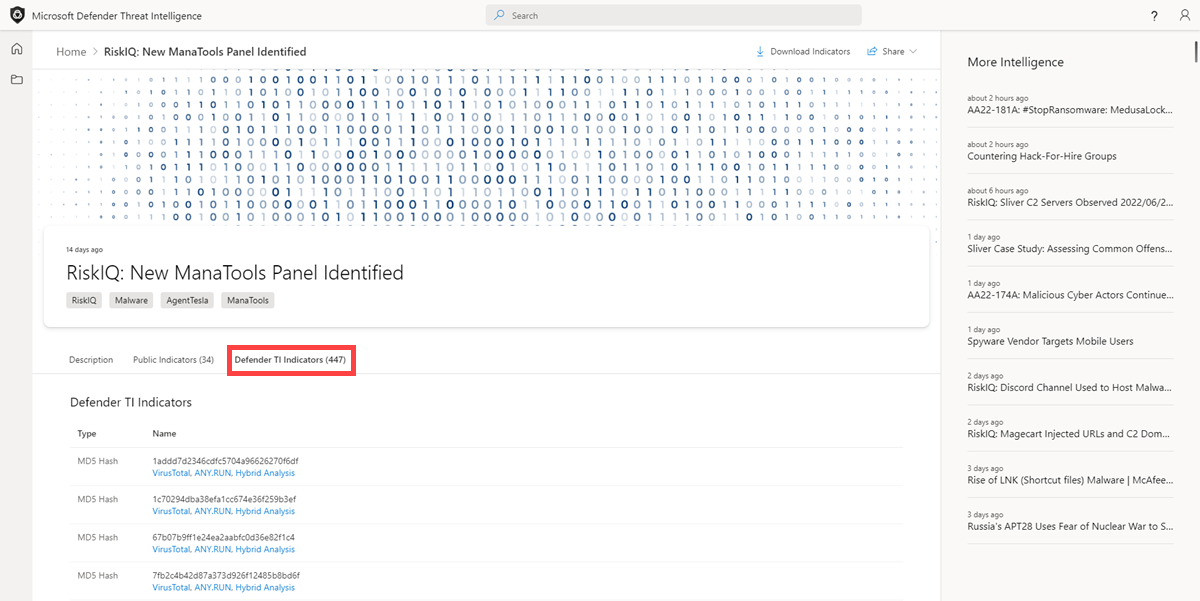 Microsoft Defender Threat Intelligence
Search
?
Home > RiskIQ: New ManaTools Panel Identified
Download Indicators
Share
14 days ago
RiskIQ: New ManaTools Panel Identified
RiskIQ
Malware
AgentTesla
ManaTools
Description
Public Indicators (34)
Defender TI Indicators (447)
Defender TI Indicators
Type Name
MD5 Hash 1addd7d2346cdfc5704a96626270f6df
VirusTotal, ANY.RUN, Hybrid Analysis
MD5 Hash 1c70294dba38efa1cc674e36f259b3ef
VirusTotal, ANY.RUN, Hybrid Analysis
MD5 Hash 67b07b9ff1e24ea2aabfc0d36e82f1c4
VirusTotal, ANY.RUN, Hybrid Analysis
MD5 Hash 7fb2c4b42d87a373d926f12485b8bd6f
VirusTotal, ANY.RUN, Hybrid Analysis
More Intelligence
about 2 hours ago
AA22-181A: #StopRansomware: MedusaLock...
about 2 hours ago
Countering Hack-For-Hire Groups
about 6 hours ago
RiskIQ: Sliver C2 Servers Observed 2022/06/2...
1 day ago
Sliver Case Study: Assessing Common Offens...
1 day ago
AA22-174A: Malicious Cyber Actors Continue...
1 day ago
Spyware Vendor Targets Mobile Users
2 days ago
RiskIQ: Discord Channel Used to Host Malwa...
2 days ago
RiskIQ: Magecart Injected URLs and C2 Dom...
3 days ago
Rise of LNK (Shortcut files) Malware | McAfee...
3 days ago
Russia's APT28 Uses Fear of Nuclear War to S...